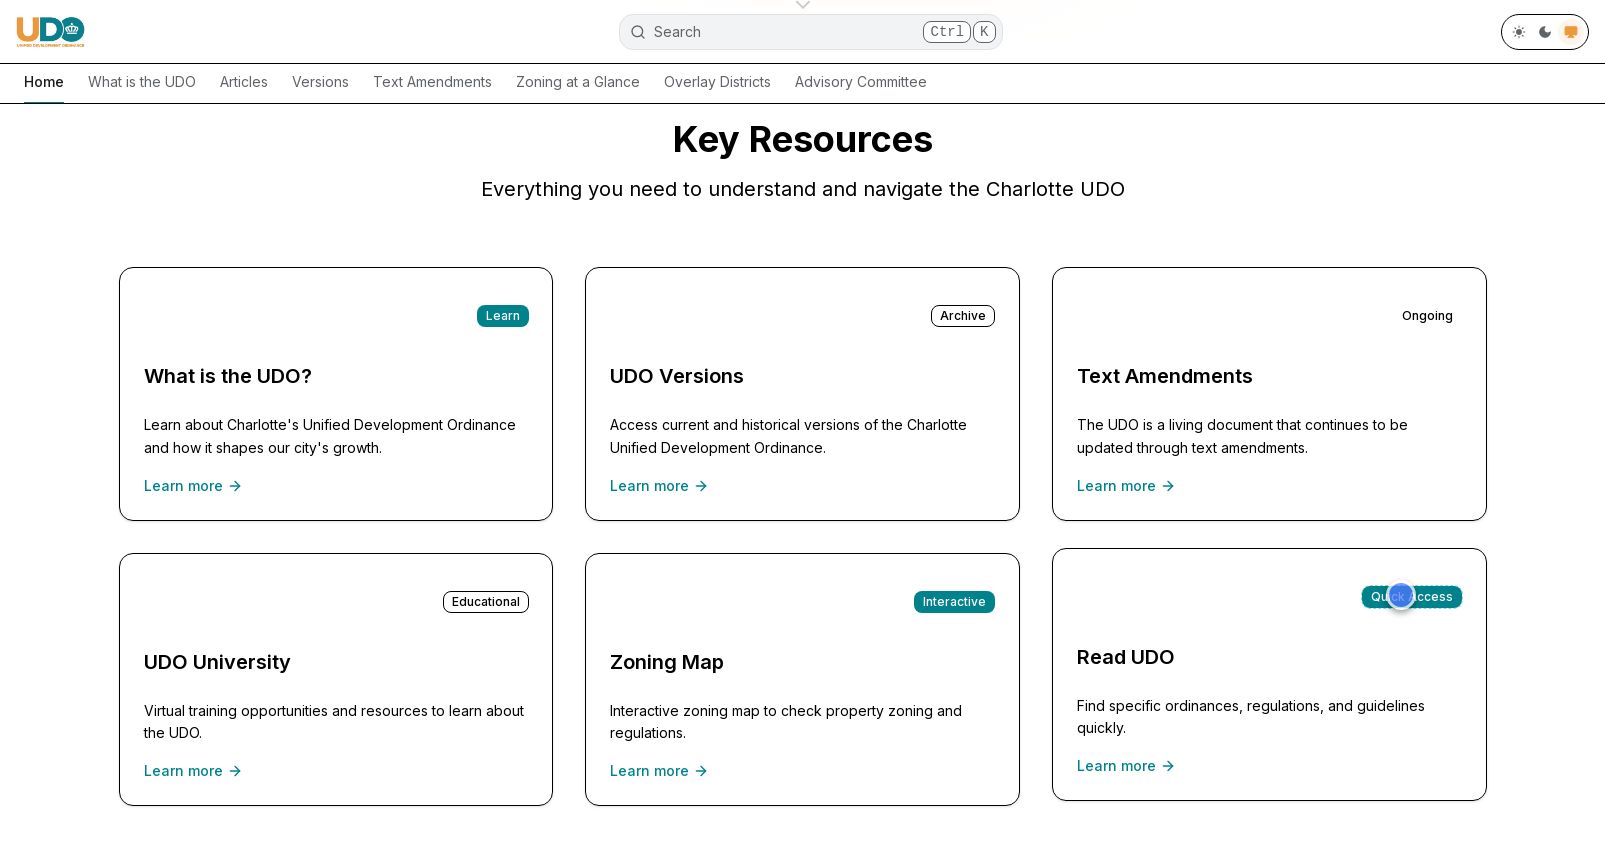 UDO
UNIFIED DEVELOPMENT ORDINANCE
Search
Ctrl K
Home
What is the UDO
Articles
Versions
Text Amendments
Zoning at a Glance
Overlay Districts
Advisory Committee
Key Resources
Everything you need to understand and navigate the Charlotte UDO
Learn
What is the UDO?
Learn about Charlotte's Unified Development Ordinance
and how it shapes our city's growth.
Learn more
Archive
UDO Versions
Access current and historical versions of the Charlotte
Unified Development Ordinance.
Learn more
Ongoing
Text Amendments
The UDO is a living document that continues to be
updated through text amendments.
Learn more
Educational
UDO University
Virtual training opportunities and resources to learn about
the UDO.
Learn more
Interactive
Zoning Map
Interactive zoning map to check property zoning and
regulations.
Learn more
Quick Access
Read UDO
Find specific ordinances, regulations, and guidelines
quickly.
Learn more